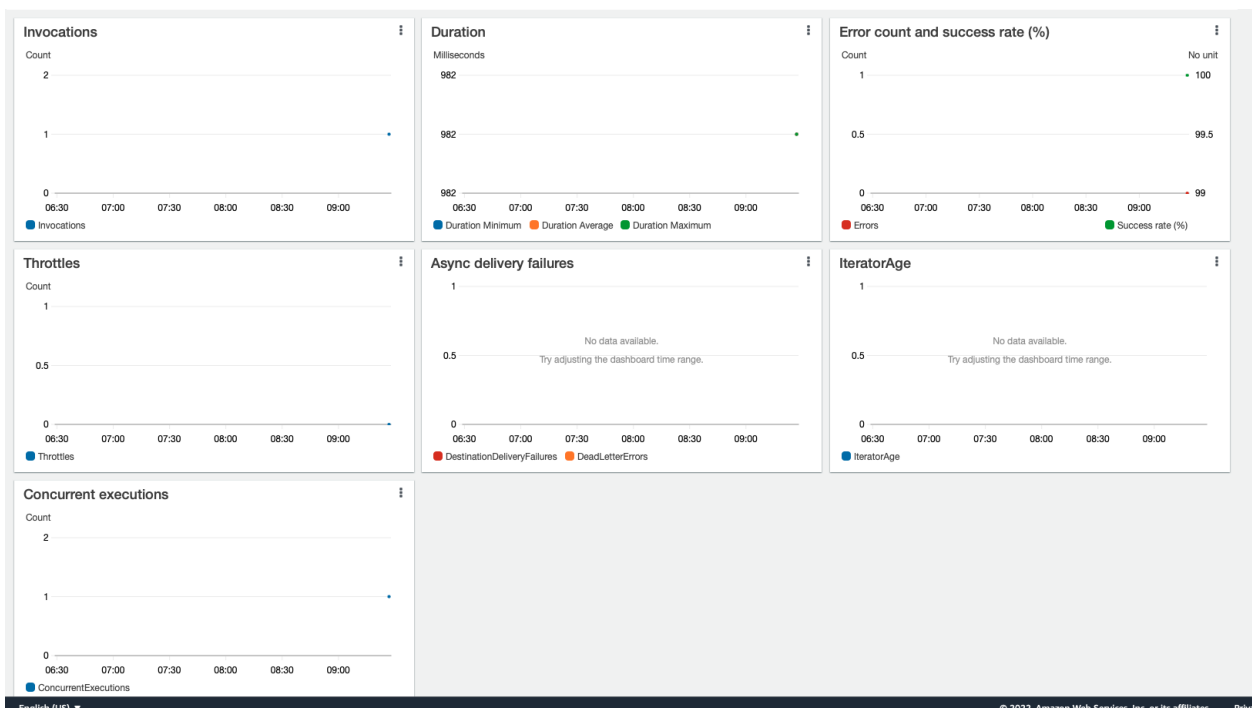 Invocations
Count
2
1
0
06:30 07:00 07:30 08:00 08:30 09:00
Invocations
Duration
Milliseconds
982
982
982
06:30 07:00 07:30 08:00 08:30 09:00
Duration Minimum Duration Average Duration Maximum
Error count and success rate (%)
Count No unit
1 100
0.5 99.5
0 99
06:30 07:00 07:30 08:00 08:30 09:00
Errors Success rate (%)
Throttles
Count
1
0.5
0
06:30 07:00 07:30 08:00 08:30 09:00
Throttles
Async delivery failures
1
No data available.
0.5
Try adjusting the dashboard time range.
0
06:30 07:00 07:30 08:00 08:30 09:00
DestinationDeliveryFailures DeadLetterErrors
IteratorAge
1
No data available.
0.5
Try adjusting the dashboard time range.
0
06:30 07:00 07:30 08:00 08:30 09:00
IteratorAge
Concurrent executions
Count
2
1
0
06:30 07:00 07:30 08:00 08:30 09:00
ConcurrentExecutions
English (US) © 2022, Amazon Web Services, Inc. or its affiliates.